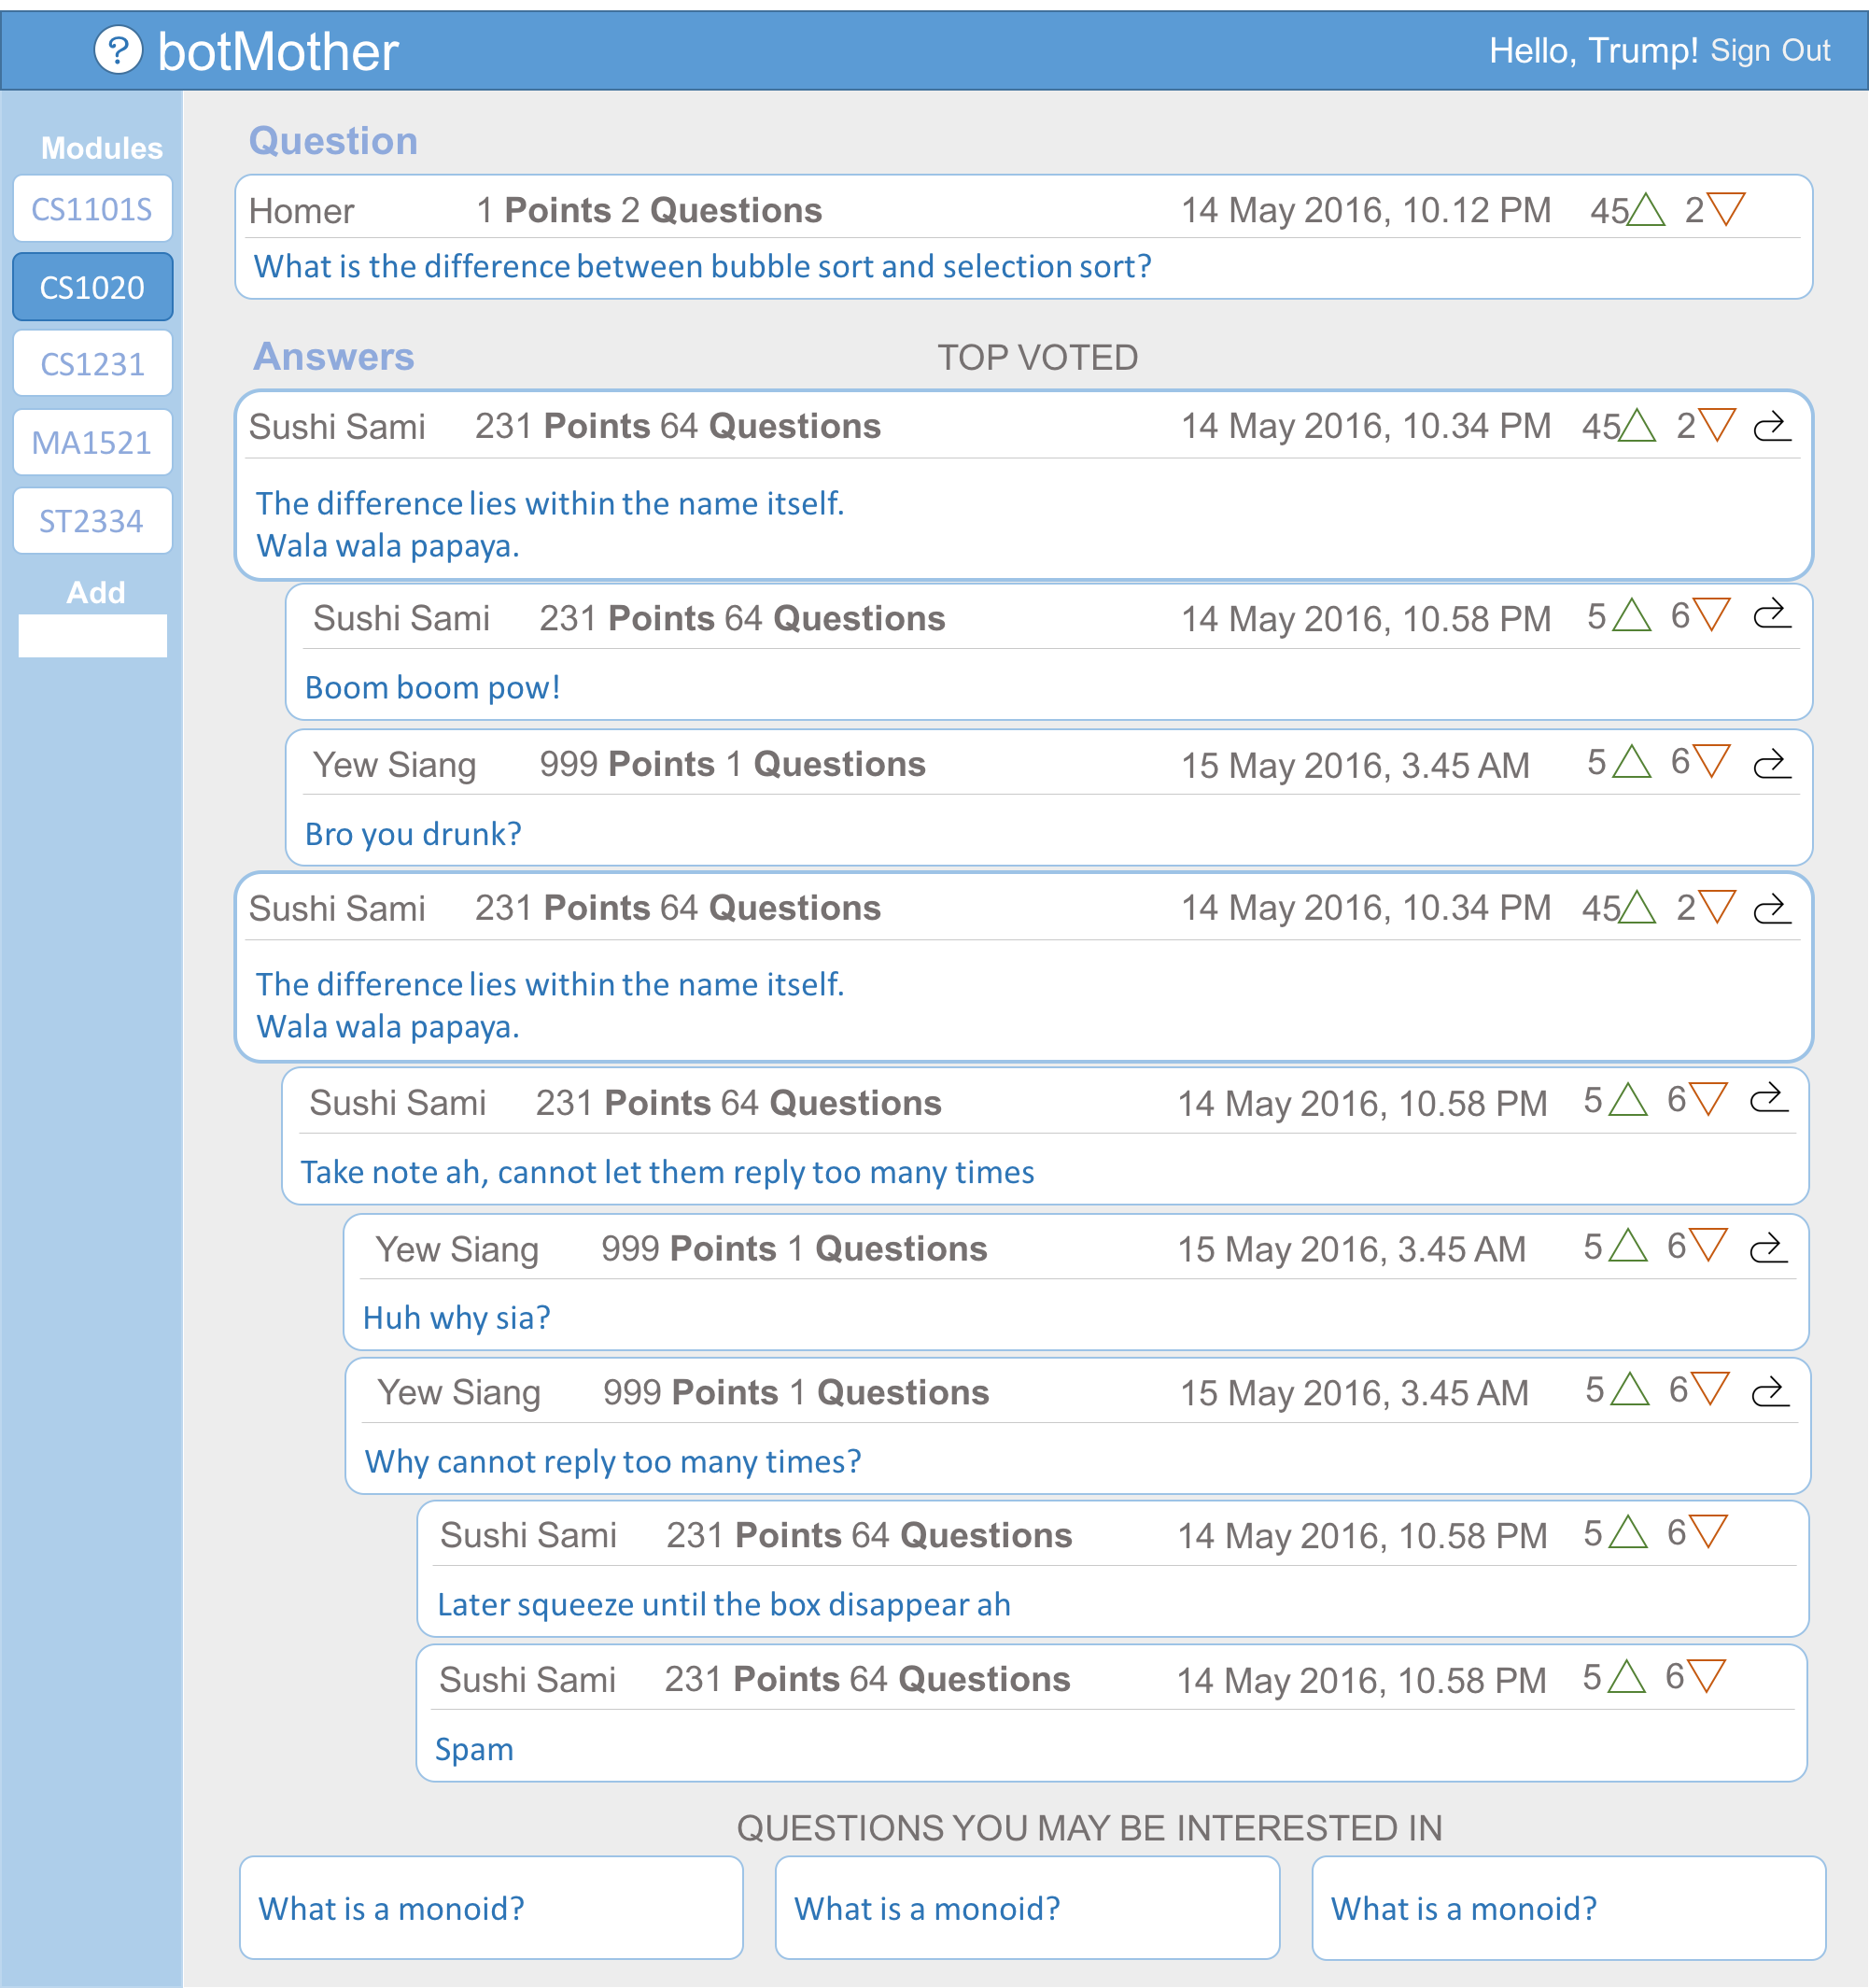 ? botMother
Hello, Trump! Sign Out
Modules
CS1101S
CS1020
CS1231
MA1521
ST2334
Add
Question
Homer 1 Points 2 Questions 14 May 2016, 10.12 PM 45 2
What is the difference between bubble sort and selection sort?
Answers TOP VOTED
Sushi Sami 231 Points 64 Questions 14 May 2016, 10.34 PM 45 2
The difference lies within the name itself.
Wala wala papaya.
Sushi Sami 231 Points 64 Questions 14 May 2016, 10.58 PM 5 6
Boom boom pow!
Yew Siang 999 Points 1 Questions 15 May 2016, 3.45 AM 5 6
Bro you drunk?
Sushi Sami 231 Points 64 Questions 14 May 2016, 10.34 PM 45 2
The difference lies within the name itself.
Wala wala papaya.
Sushi Sami 231 Points 64 Questions 14 May 2016, 10.58 PM 5 6
Take note ah, cannot let them reply too many times
Yew Siang 999 Points 1 Questions 15 May 2016, 3.45 AM 5 6
Huh why sia?
Yew Siang 999 Points 1 Questions 15 May 2016, 3.45 AM 5 6
Why cannot reply too many times?
Sushi Sami 231 Points 64 Questions 14 May 2016, 10.58 PM 5 6
Later squeeze until the box disappear ah
Sushi Sami 231 Points 64 Questions 14 May 2016, 10.58 PM 5 6
Spam
QUESTIONS YOU MAY BE INTERESTED IN
What is a monoid? What is a monoid? What is a monoid?